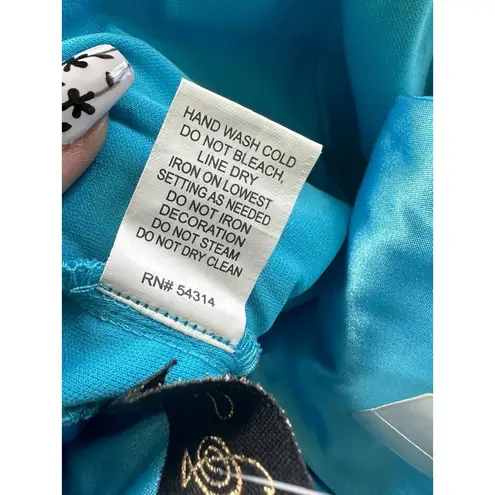 HAND WASH COLD
DO NOT BLEACH,
LINE DRY
IRON ON LOWEST
SETTING AS NEEDED
DO NOT IRON
DECORATION
DO NOT STEAM
DO NOT DRY CLEAN
RN# 54314